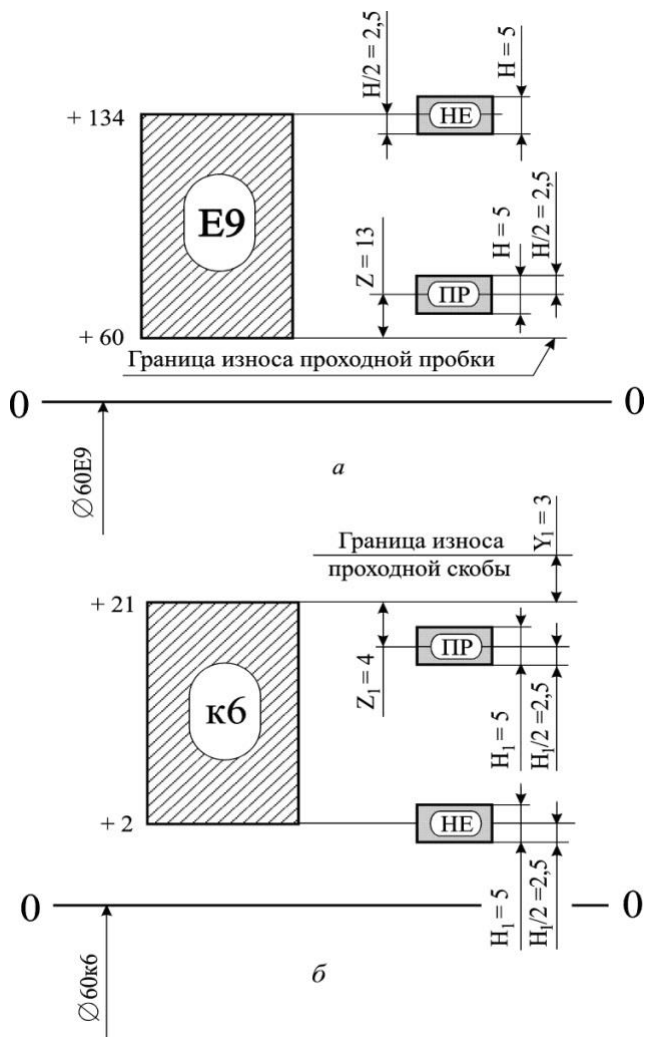 H/2 = 2,5
H = 5
+ 134
НЕ
E9
Z = 13
H = 5
H/2 = 2,5
ПР
+ 60
Граница износа проходной пробки
0
0
∅60E9
а
Граница износа
проходной скобы
Y₁ = 3
+ 21
ПР
Z₁ = 4
к6
H₁ = 5
H₁/2 =2,5
+ 2
НЕ
0
0
H₁ = 5
H₁/2 =2,5
∅60к6
б